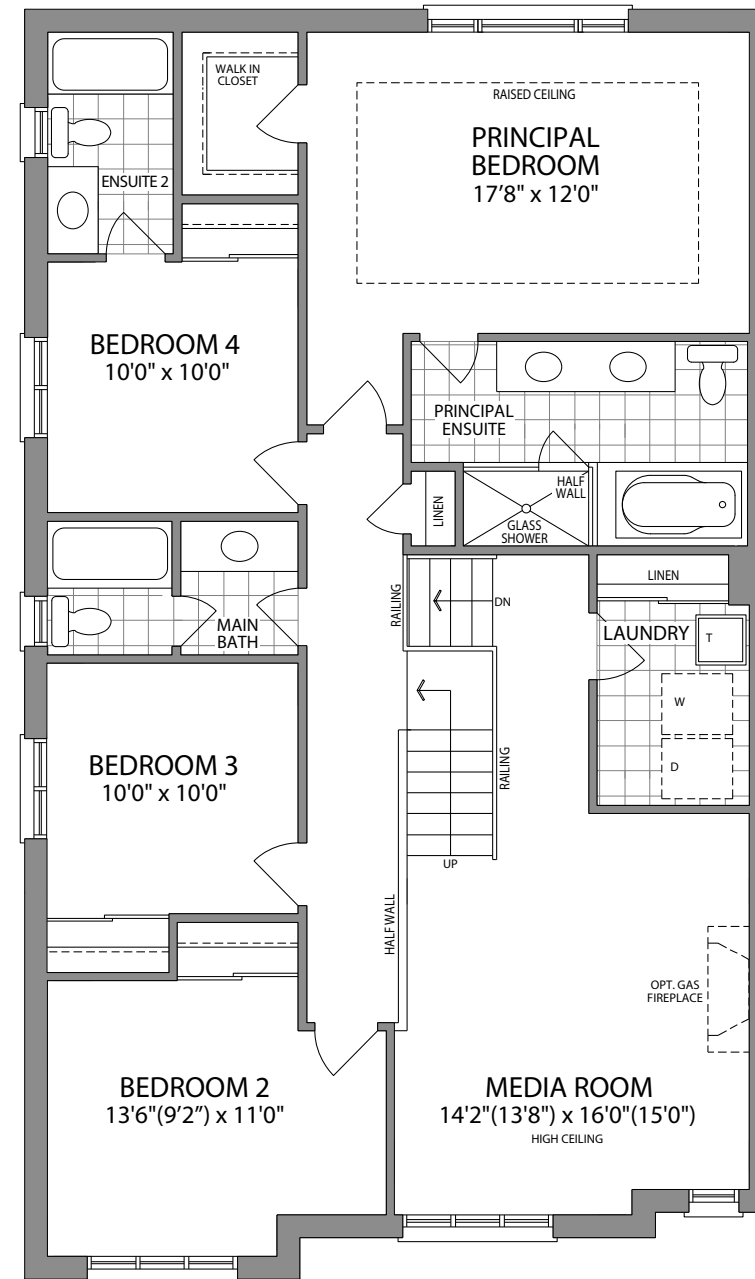 WALK IN
CLOSET
RAISED CEILING
PRINCIPAL
BEDROOM
17'8" x 12'0"
ENSUITE 2
BEDROOM 4
10'0" x 10'0"
PRINCIPAL
ENSUITE
HALF
WALL
LINEN
GLASS
SHOWER
LINEN
RAILING
DN
MAIN
BATH
LAUNDRY
T
W
D
BEDROOM 3
10'0" x 10'0"
RAILING
UP
HALF WALL
OPT. GAS
FIREPLACE
BEDROOM 2
13'6"(9'2”) x 11'0"
MEDIA ROOM
14'2"(13'8”) x 16'0"(15'0”)
HIGH CEILING